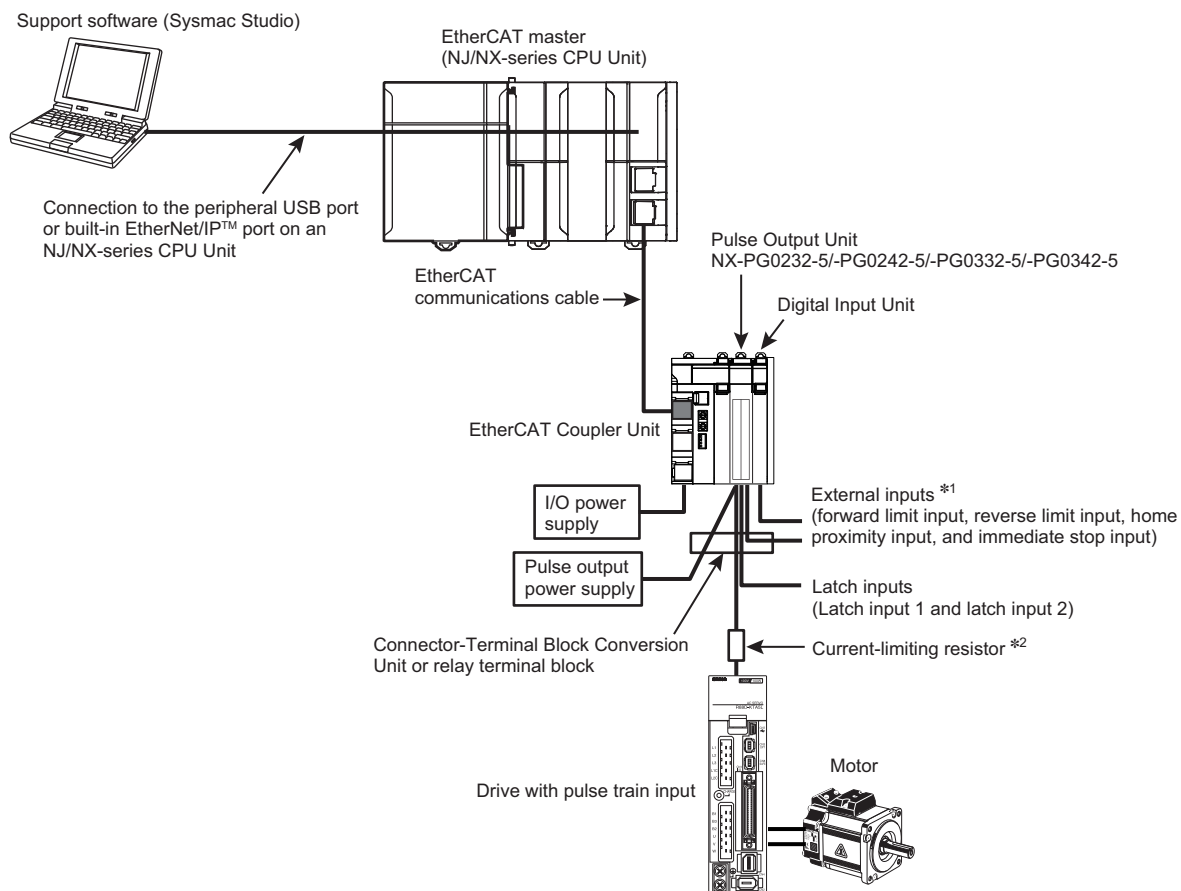 Support software (Sysmac Studio)
EtherCAT master
(NJ/NX-series CPU Unit)
Connection to the peripheral USB port
or built-in EtherNet/IP™ port on an
NJ/NX-series CPU Unit
EtherCAT
communications cable
Pulse Output Unit
NX-PG0232-5/-PG0242-5/-PG0332-5/-PG0342-5
Digital Input Unit
EtherCAT Coupler Unit
I/O power
supply
External inputs *1
(forward limit input, reverse limit input, home
proximity input, and immediate stop input)
Pulse output
power supply
Latch inputs
(Latch input 1 and latch input 2)
Connector-Terminal Block Conversion
Unit or relay terminal block
Current-limiting resistor *2
Drive with pulse train input
Motor